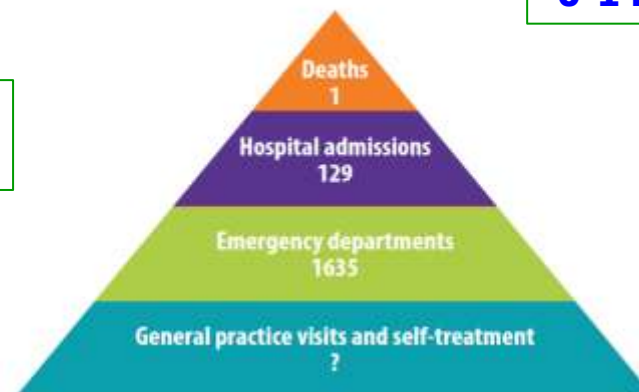 Deaths
1
Hospital admissions
129
Emergency departments
1635
General practice visits and self-treatment
?